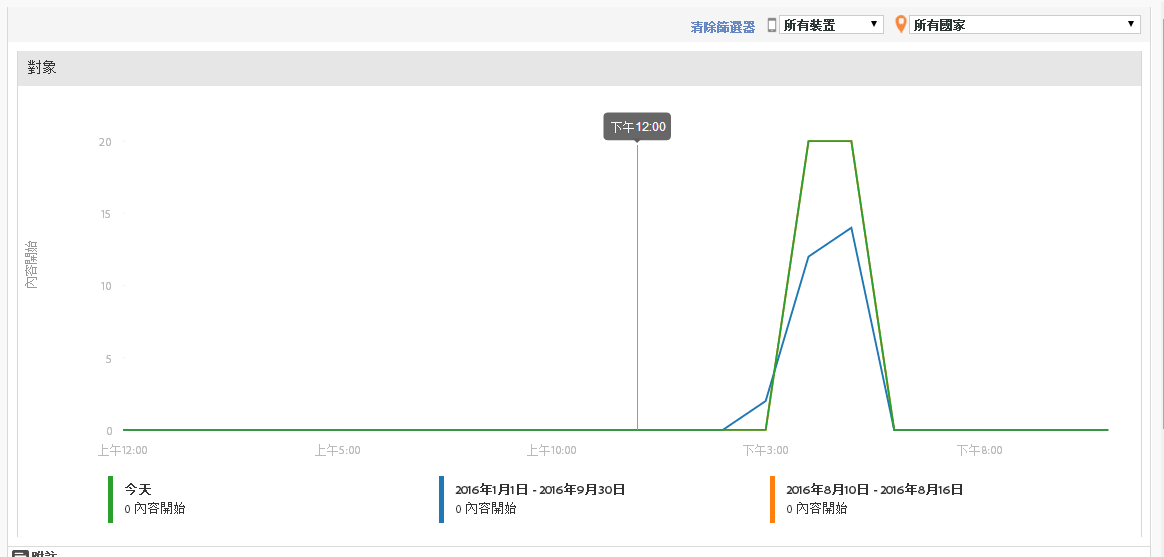 清除篩選器 所有裝置 所有國家
對象
下午12:00
20
15
10
5
0
內容開始
上午12:00 上午5:00 上午10:00 下午3:00 下午8:00
今天 2016年1月1日 - 2016年9月30日 2016年8月10日 - 2016年8月16日
0 內容開始 0 內容開始 0 內容開始